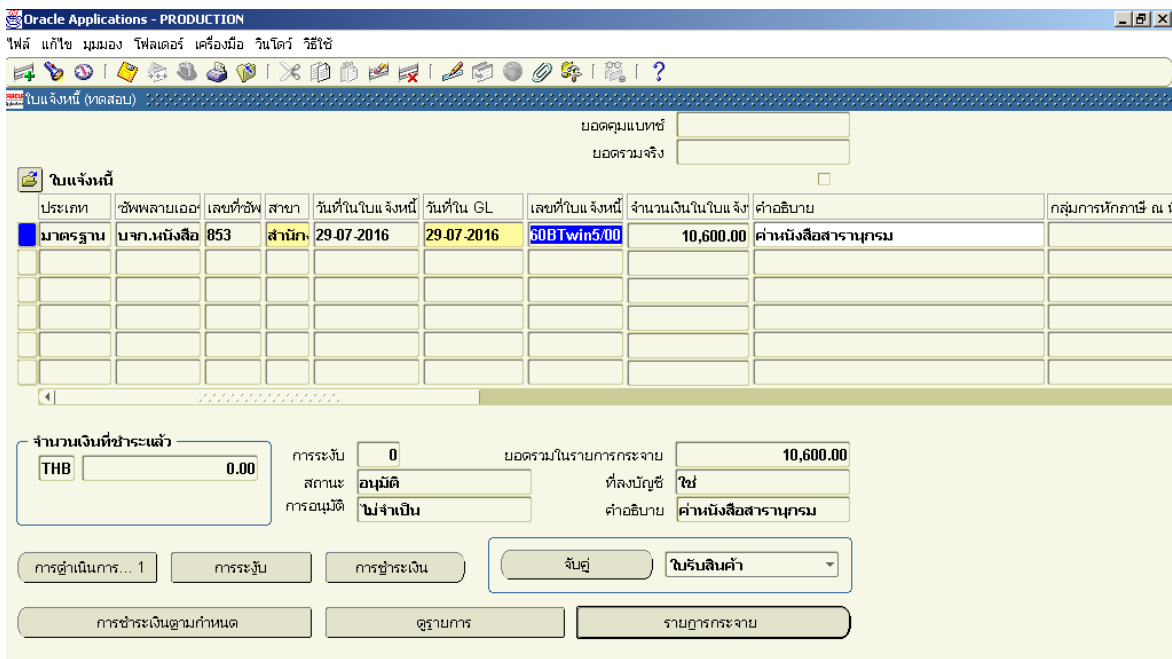 Oracle Applications - PRODUCTION
ไฟล์ แก้ไข มุมมอง โฟลเดอร์ เครื่องมือ วินโดว์ วิธีใช้
ใบแจ้งหนี้ (ทดสอบ)
ยอดคุมแบทช์
ยอดรวมจริง
ใบแจ้งหนี้
ประเภท ซัพพลายเออ เลขที่ซัพ สาขา วันที่ในใบแจ้งหนี้ วันที่ใน GL เลขที่ใบแจ้งหนี้ จำนวนเงินในใบแจ้ง คำอธิบาย กลุ่มการหักภาษี ณ
มาตรฐาน บจก.หนังสือ 853 สำนัก 29-07-2016 29-07-2016 60BTwin5/00 10,600.00 ค่าหนังสือสารานุกรม
จำนวนเงินที่ชำระแล้ว
THB 0.00
การระงับ 0 ยอดรวมในรายการกระจาย 10,600.00
สถานะ อนุมัติ ที่ลงบัญชี ใช่
การอนุมัติ ไม่จำเป็น คำอธิบาย ค่าหนังสือสารานุกรม
การดำเนินการ... 1 การระงับ การชำระเงิน จับคู่ ใบรับสินค้า
การชำระเงินตามกำหนด ดูรายการ รายการกระจาย